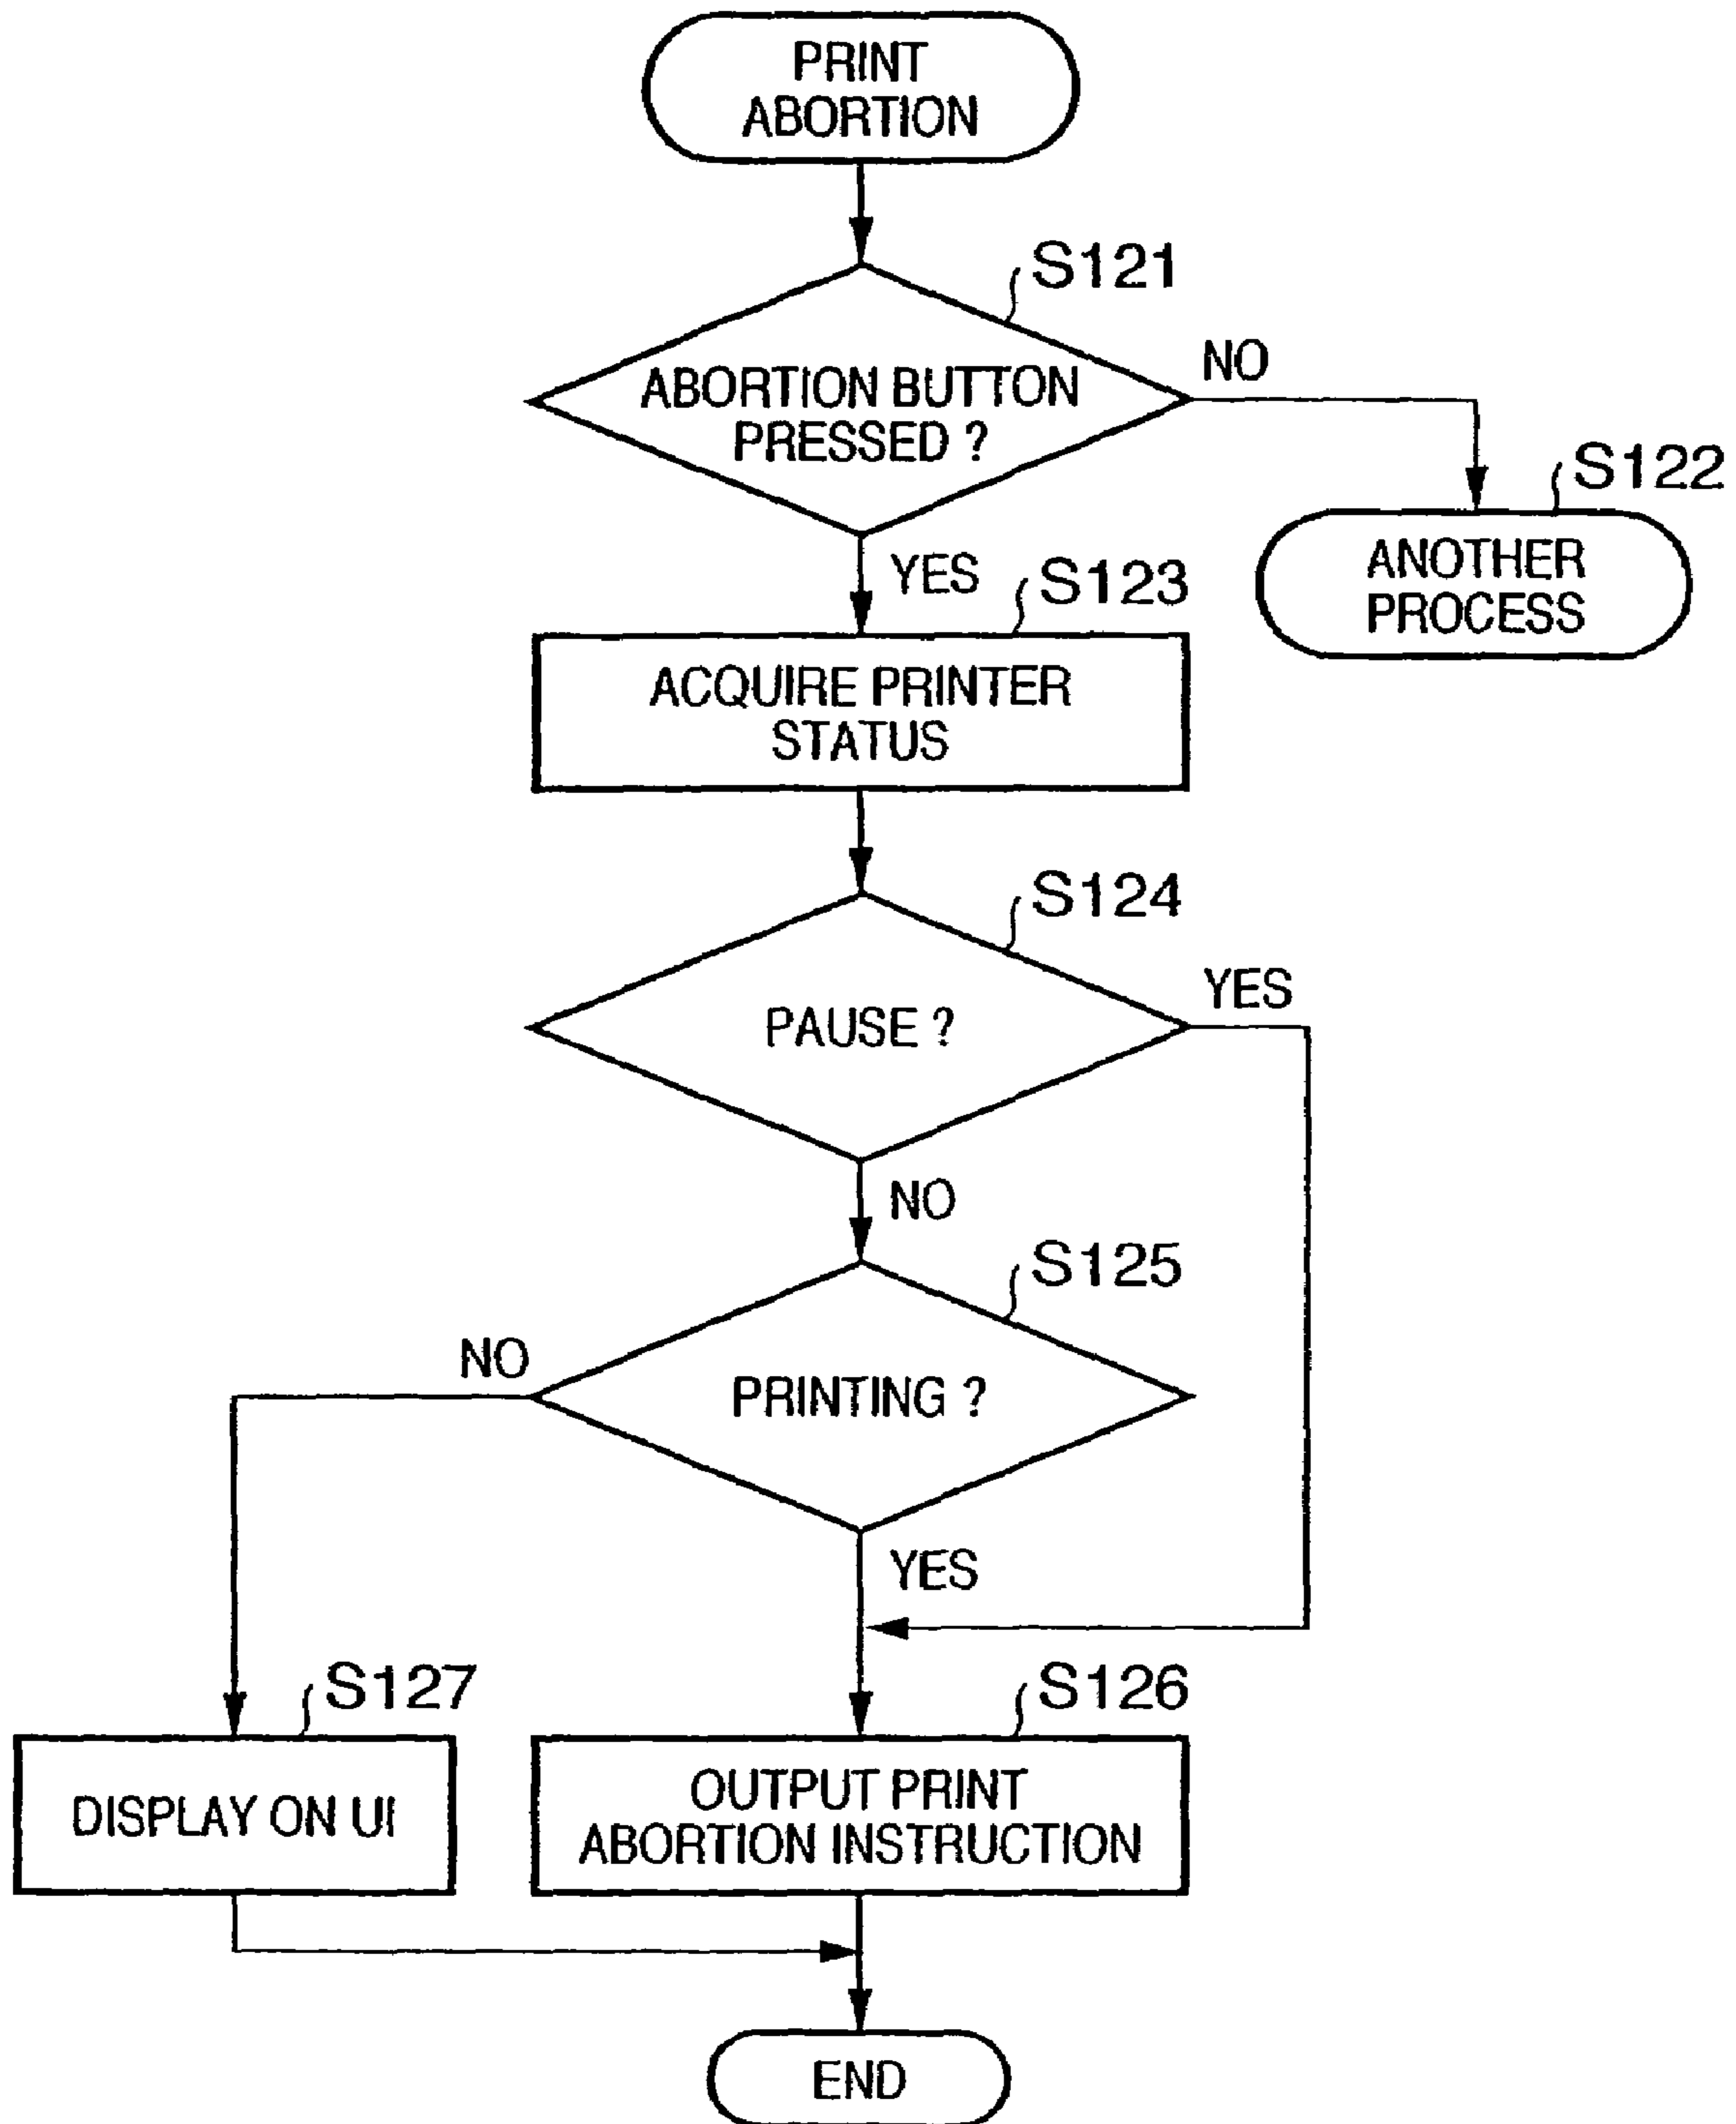 PRINT
ABORTION
S121
ABORTION BUTTON
PRESSED ?
NO
S122
ANOTHER
PROCESS
YES
S123
ACQUIRE PRINTER
STATUS
S124
PAUSE ?
YES
NO
S125
PRINTING ?
NO
YES
S127
DISPLAY ON UI
S126
OUTPUT PRINT
ABORTION INSTRUCTION
END